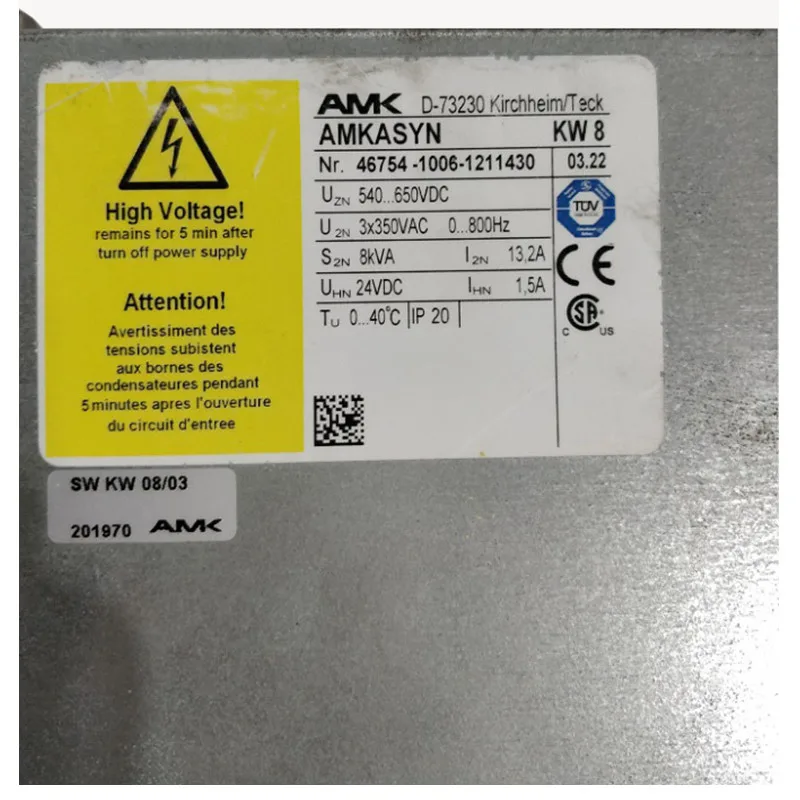 High Voltage!
remains for 5 min after
turn off power supply
Attention!
Avertissiment des
tensions subistent
aux bornes des
condensateures pendant
5 minutes apres l'ouverture
du circuit d'entree
AMK D-73230 Kirchheim/Teck
AMKASYN KW 8
Nr. 46754 -1006-1211430 03.22
UZN 540...650VDC
U2N 3x350VAC 0...800Hz
S2N 8kVA I2N 13,2A
UHN 24VDC IHN 1,5A
TU 0...40°C IP 20
TÜV
CE
C SA US
SW KW 08/03
201970 AMK